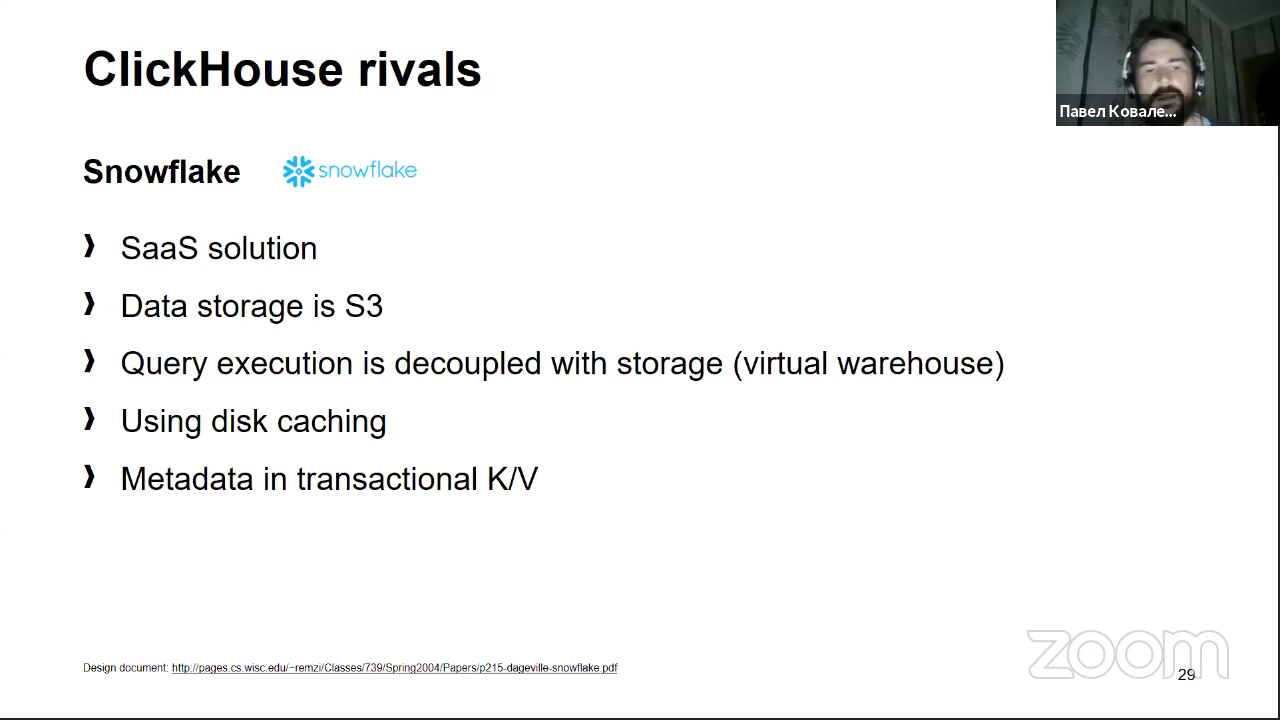 ClickHouse rivals
Павел Ковале...
Snowflake
snowflake
❱ SaaS solution
❱ Data storage is S3
❱ Query execution is decoupled with storage (virtual warehouse)
❱ Using disk caching
❱ Metadata in transactional K/V
Design document: http://pages.cs.wisc.edu/~remzi/Classes/739/Spring2004/Papers/p215-dageville-snowflake.pdf
zoom
29